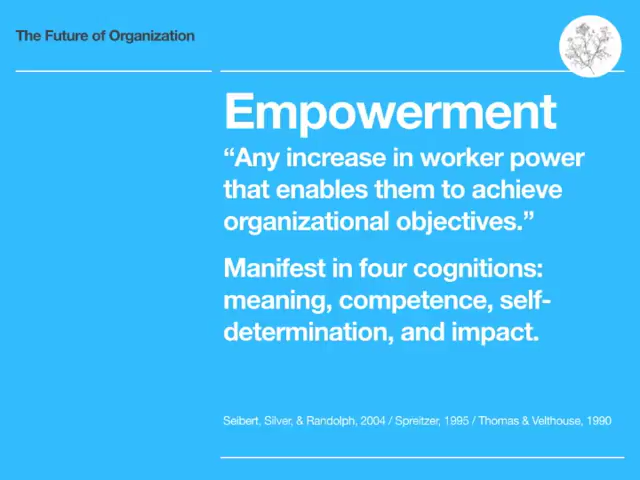 The Future of Organization
Empowerment
“Any increase in worker power
that enables them to achieve
organizational objectives.”
Manifest in four cognitions:
meaning, competence, self-
determination, and impact.
Seibert, Silver, & Randolph, 2004 / Spreitzer, 1995 / Thomas & Velthouse, 1990